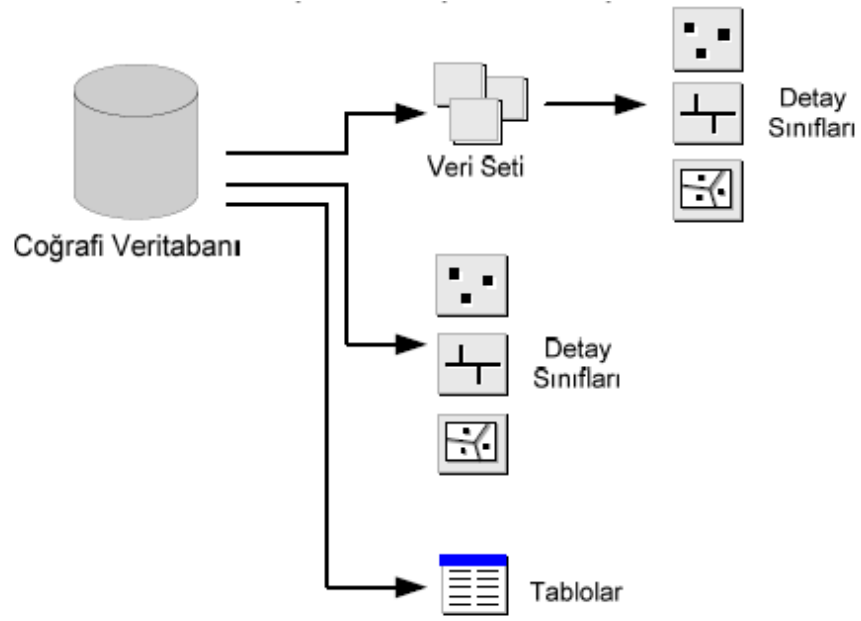 Coğrafi Veritabanı
Veri Seti
Detay
Sınıfları
Detay
Sınıfları
Tablolar